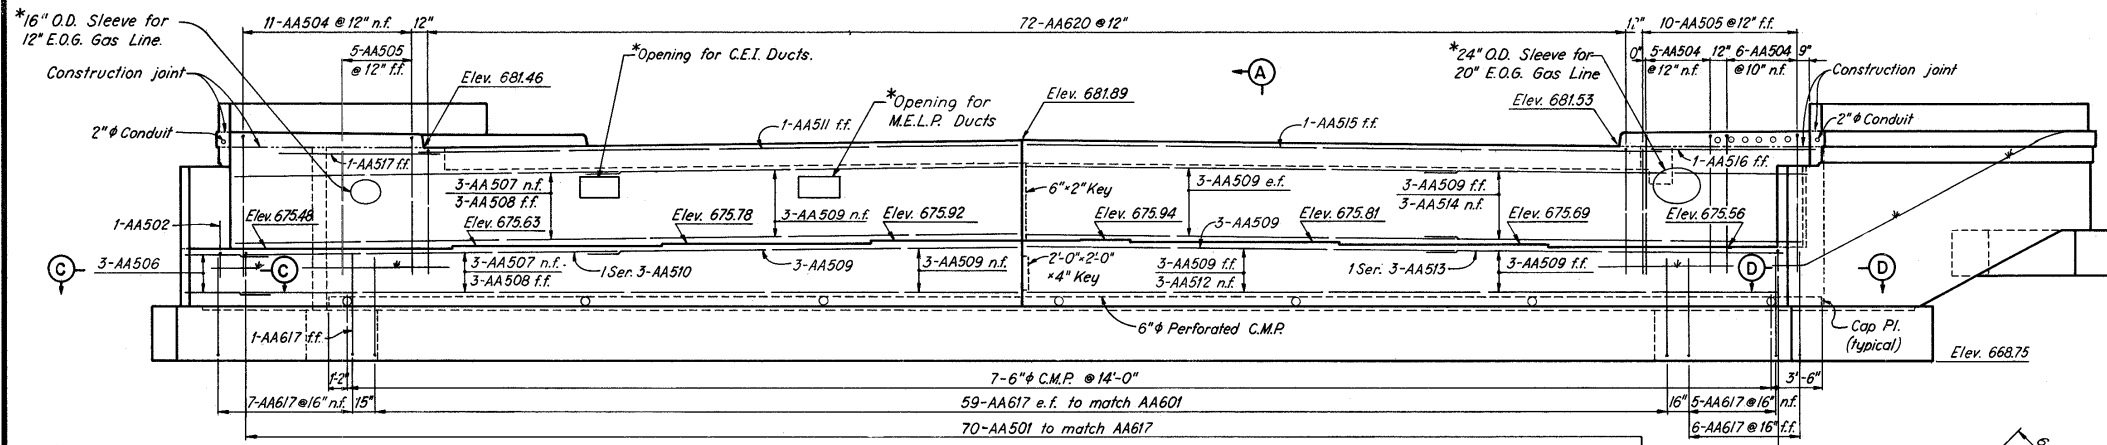 *16" O.D. Sleeve for
12" E.O.G. Gas Line.
11-AA504 @ 12" n.f.
12"
72-AA620 @ 12"
10-AA505 @ 12" f.f.
5-AA505
@ 12" f.f.
*Opening for C.E.I. Ducts.
*24" O.D. Sleeve for
20" E.O.G. Gas Line
5-AA504
@ 12" n.f.
12"
6-AA504
@ 10" n.f.
9"
Construction joint
Elev. 681.46
A
Construction joint
*Opening for
M.E.L.P. Ducts
Elev. 681.89
Elev. 681.53
2" φ Conduit
1-AA511 f.f.
1-AA515 f.f.
2" φ Conduit
1-AA517 f.f.
1-AA516 f.f.
3-AA507 n.f.
3-AA508 f.f.
6"×2" Key
3-AA509 e.f.
3-AA509 f.f.
3-AA514 n.f.
1-AA502
Elev. 675.48
Elev. 675.63
Elev. 675.78
3-AA509 n.f.
Elev. 675.92
Elev. 675.94
3-AA509
Elev. 675.81
Elev. 675.69
Elev. 675.56
C
3-AA506
C
3-AA507 n.f.
3-AA508 f.f.
1 Ser. 3-AA510
3-AA509
3-AA509 n.f.
2'-0"×2'-0"
×4" Key
3-AA509 f.f.
3-AA512 n.f.
1 Ser. 3-AA513
3-AA509 f.f.
D
D
1-AA617 f.f.
6" φ Perforated C.M.P.
Cap Pl.
(typical)
Elev. 668.75
1'-2"
7-6" φ C.M.P. @ 14'-0"
3'-6"
7-AA617 @ 16" n.f.
15"
59-AA617 e.f. to match AA601
16"
5-AA617 @ 16" n.f.
70-AA501 to match AA617
6-AA617 @ 16" f.f.